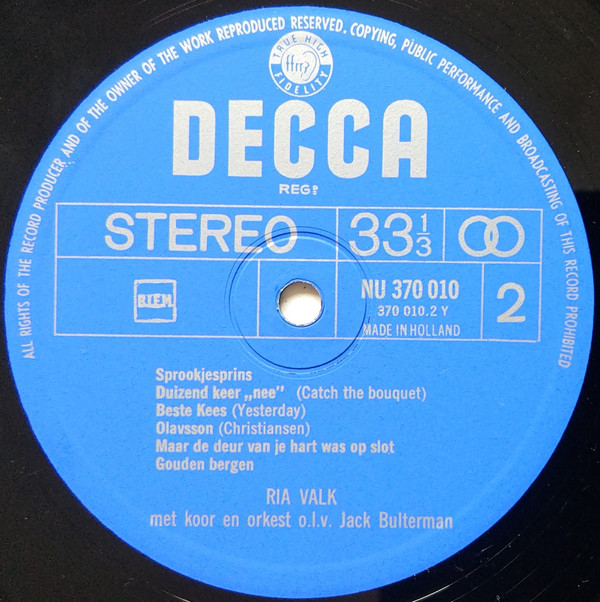 ALL RIGHTS OF THE RECORD PRODUCER AND OF THE OWNER OF THE WORK REPRODUCED RESERVED. COPYING, PUBLIC PERFORMANCE AND BROADCASTING OF THIS RECORD PROHIBITED
TRUE HIGH
ffrr
FIDELITY
DECCA
REGD
STEREO
33 1/3
BIEM
NU 370 010
370 010.2 Y
MADE IN HOLLAND
2
Sprookjesprins
Duizend keer „nee" (Catch the bouquet)
Beste Kees (Yesterday)
Olavsson (Christiansen)
Maar de deur van je hart was op slot
Gouden bergen
RIA VALK
met koor en orkest o.l.v. Jack Bulterman